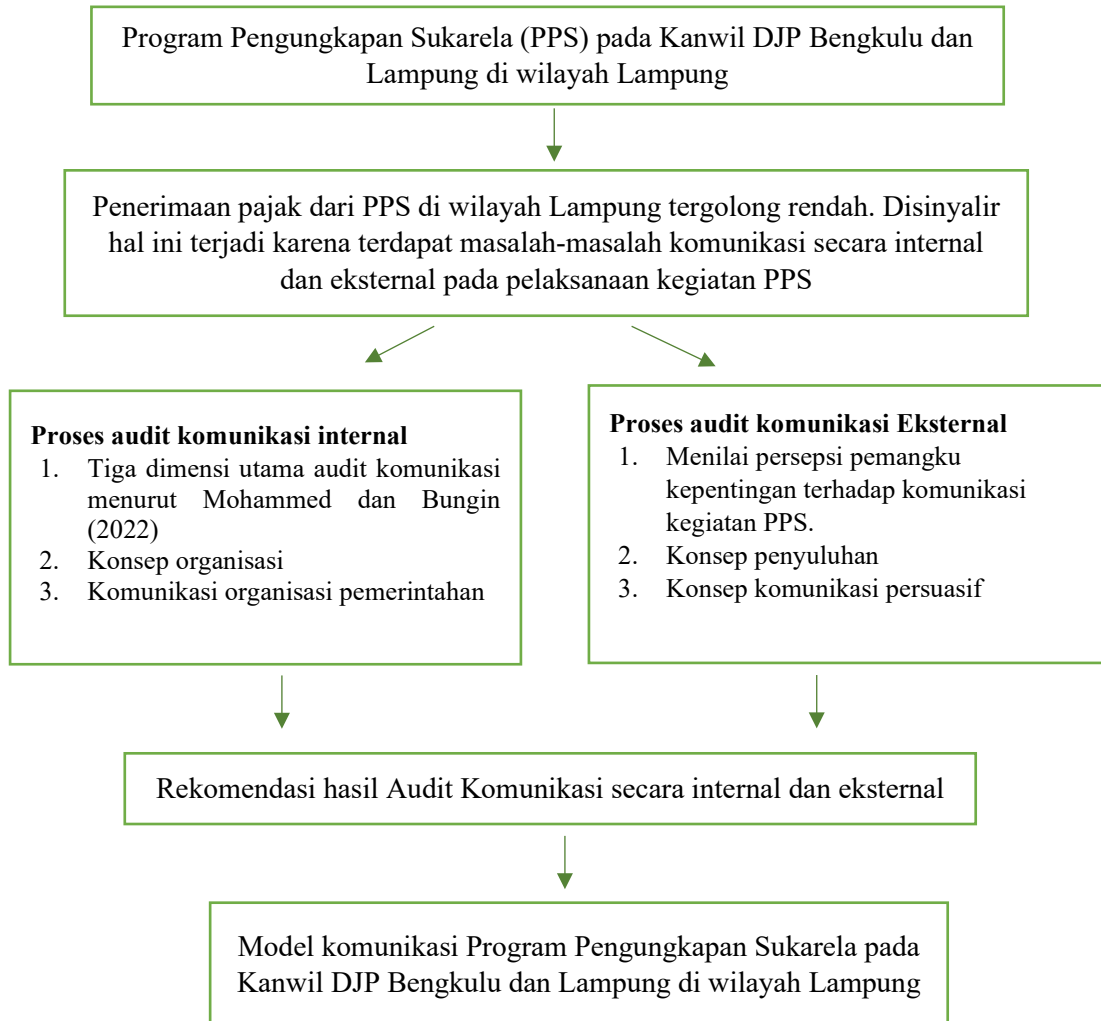 Program Pengungkapan Sukarela (PPS) pada Kanwil DJP Bengkulu dan
Lampung di wilayah Lampung
Penerimaan pajak dari PPS di wilayah Lampung tergolong rendah. Disinyalir
hal ini terjadi karena terdapat masalah-masalah komunikasi secara internal
dan eksternal pada pelaksanaan kegiatan PPS
Proses audit komunikasi internal
1. Tiga dimensi utama audit komunikasi
menurut Mohammed dan Bungin
(2022)
2. Konsep organisasi
3. Komunikasi organisasi pemerintahan
Proses audit komunikasi Eksternal
1. Menilai persepsi pemangku
kepentingan terhadap komunikasi
kegiatan PPS.
2. Konsep penyuluhan
3. Konsep komunikasi persuasif
Rekomendasi hasil Audit Komunikasi secara internal dan eksternal
Model komunikasi Program Pengungkapan Sukarela pada
Kanwil DJP Bengkulu dan Lampung di wilayah Lampung